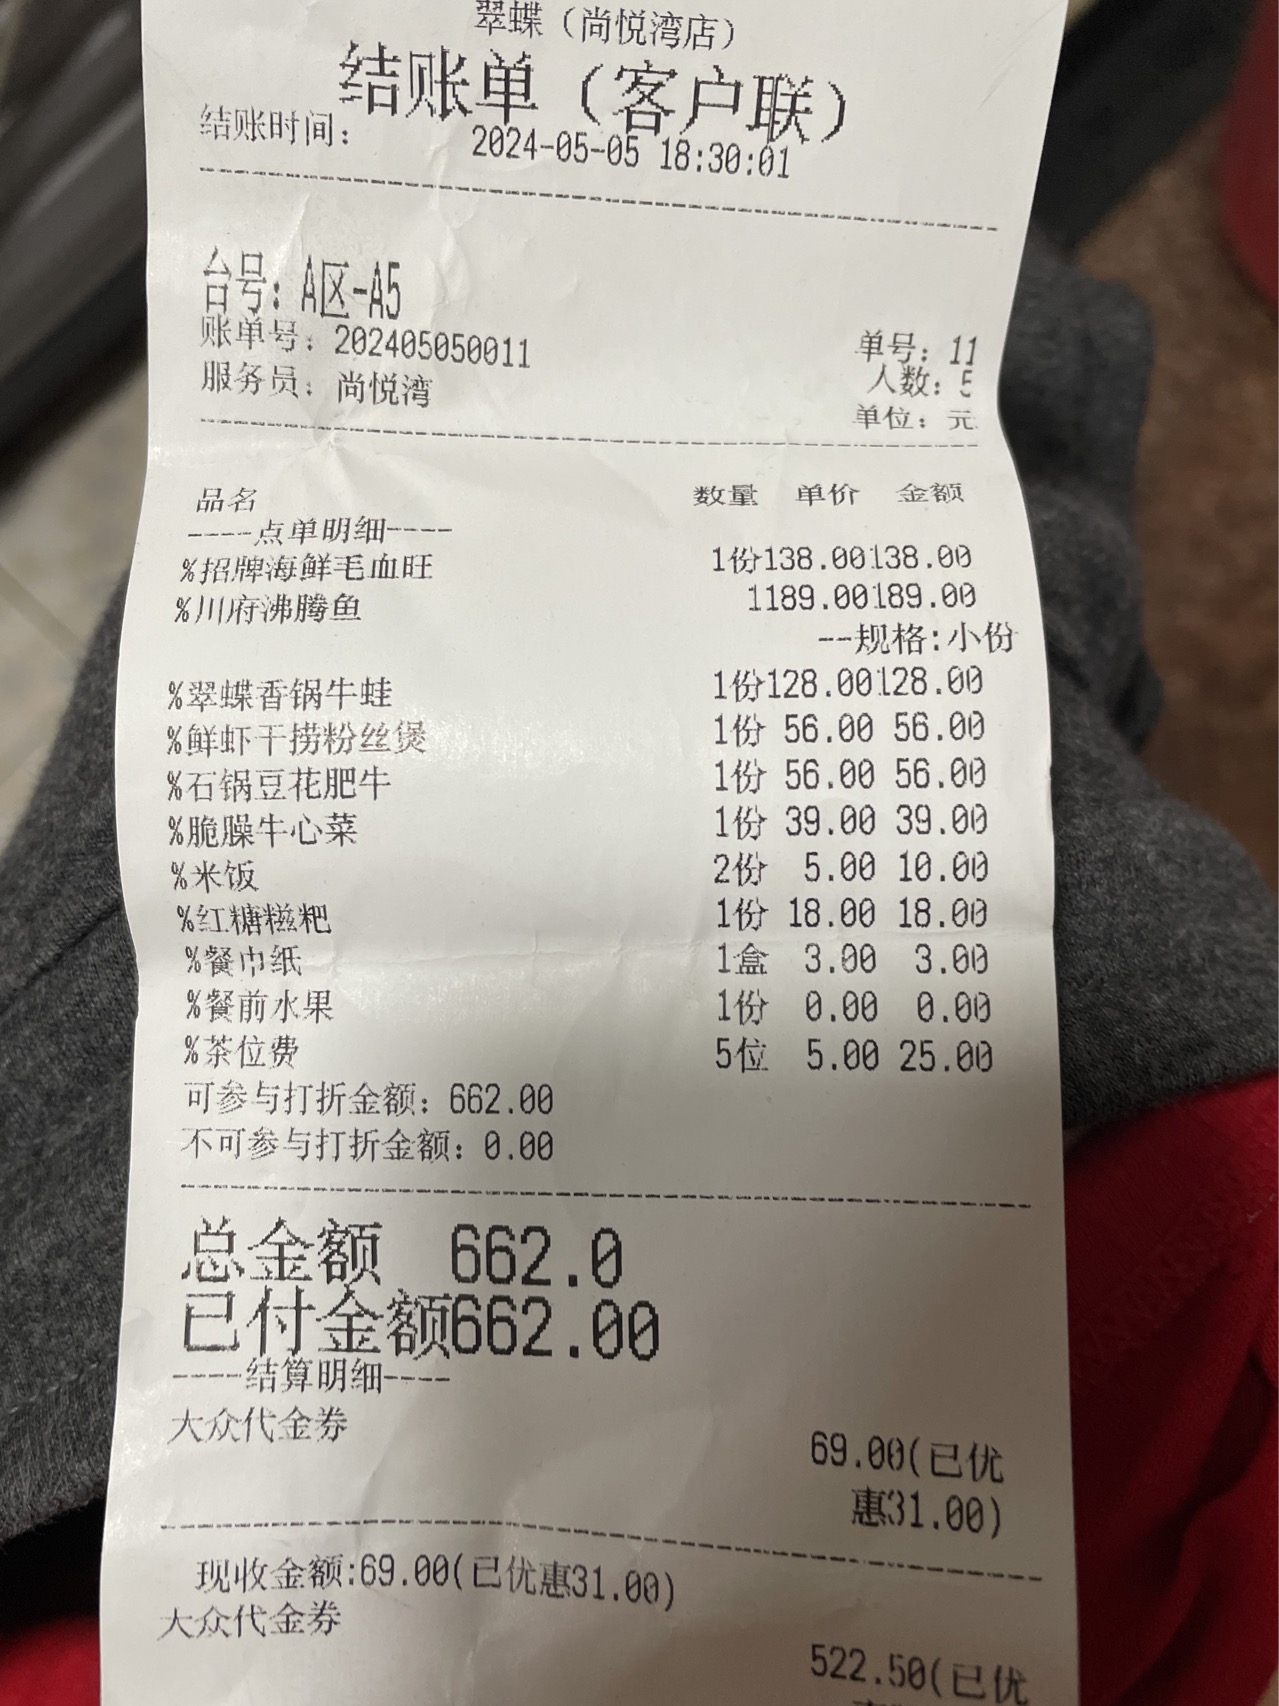 翠蝶（尚悦湾店）
结账单（客户联）
结账时间： 2024-05-05 18:30:01
台号：A区-A5
账单号：202405050011 单号：11
服务员：尚悦湾 人数：5
单位：元
品名 数量 单价 金额
----点单明细----
%招牌海鲜毛血旺 1份138.00138.00
%川府沸腾鱼 1189.00189.00
--规格:小份
%翠蝶香锅牛蛙 1份128.00128.00
%鲜虾干捞粉丝煲 1份 56.00 56.00
%石锅豆花肥牛 1份 56.00 56.00
%脆臊牛心菜 1份 39.00 39.00
%米饭 2份 5.00 10.00
%红糖糍粑 1份 18.00 18.00
%餐巾纸 1盒 3.00 3.00
%餐前水果 1份 0.00 0.00
%茶位费 5位 5.00 25.00
可参与打折金额：662.00
不可参与打折金额：0.00
总金额 662.0
已付金额662.00
----结算明细----
大众代金券
69.00(已优
惠31.00)
现收金额:69.00(已优惠31.00)
大众代金券
522.50(已优